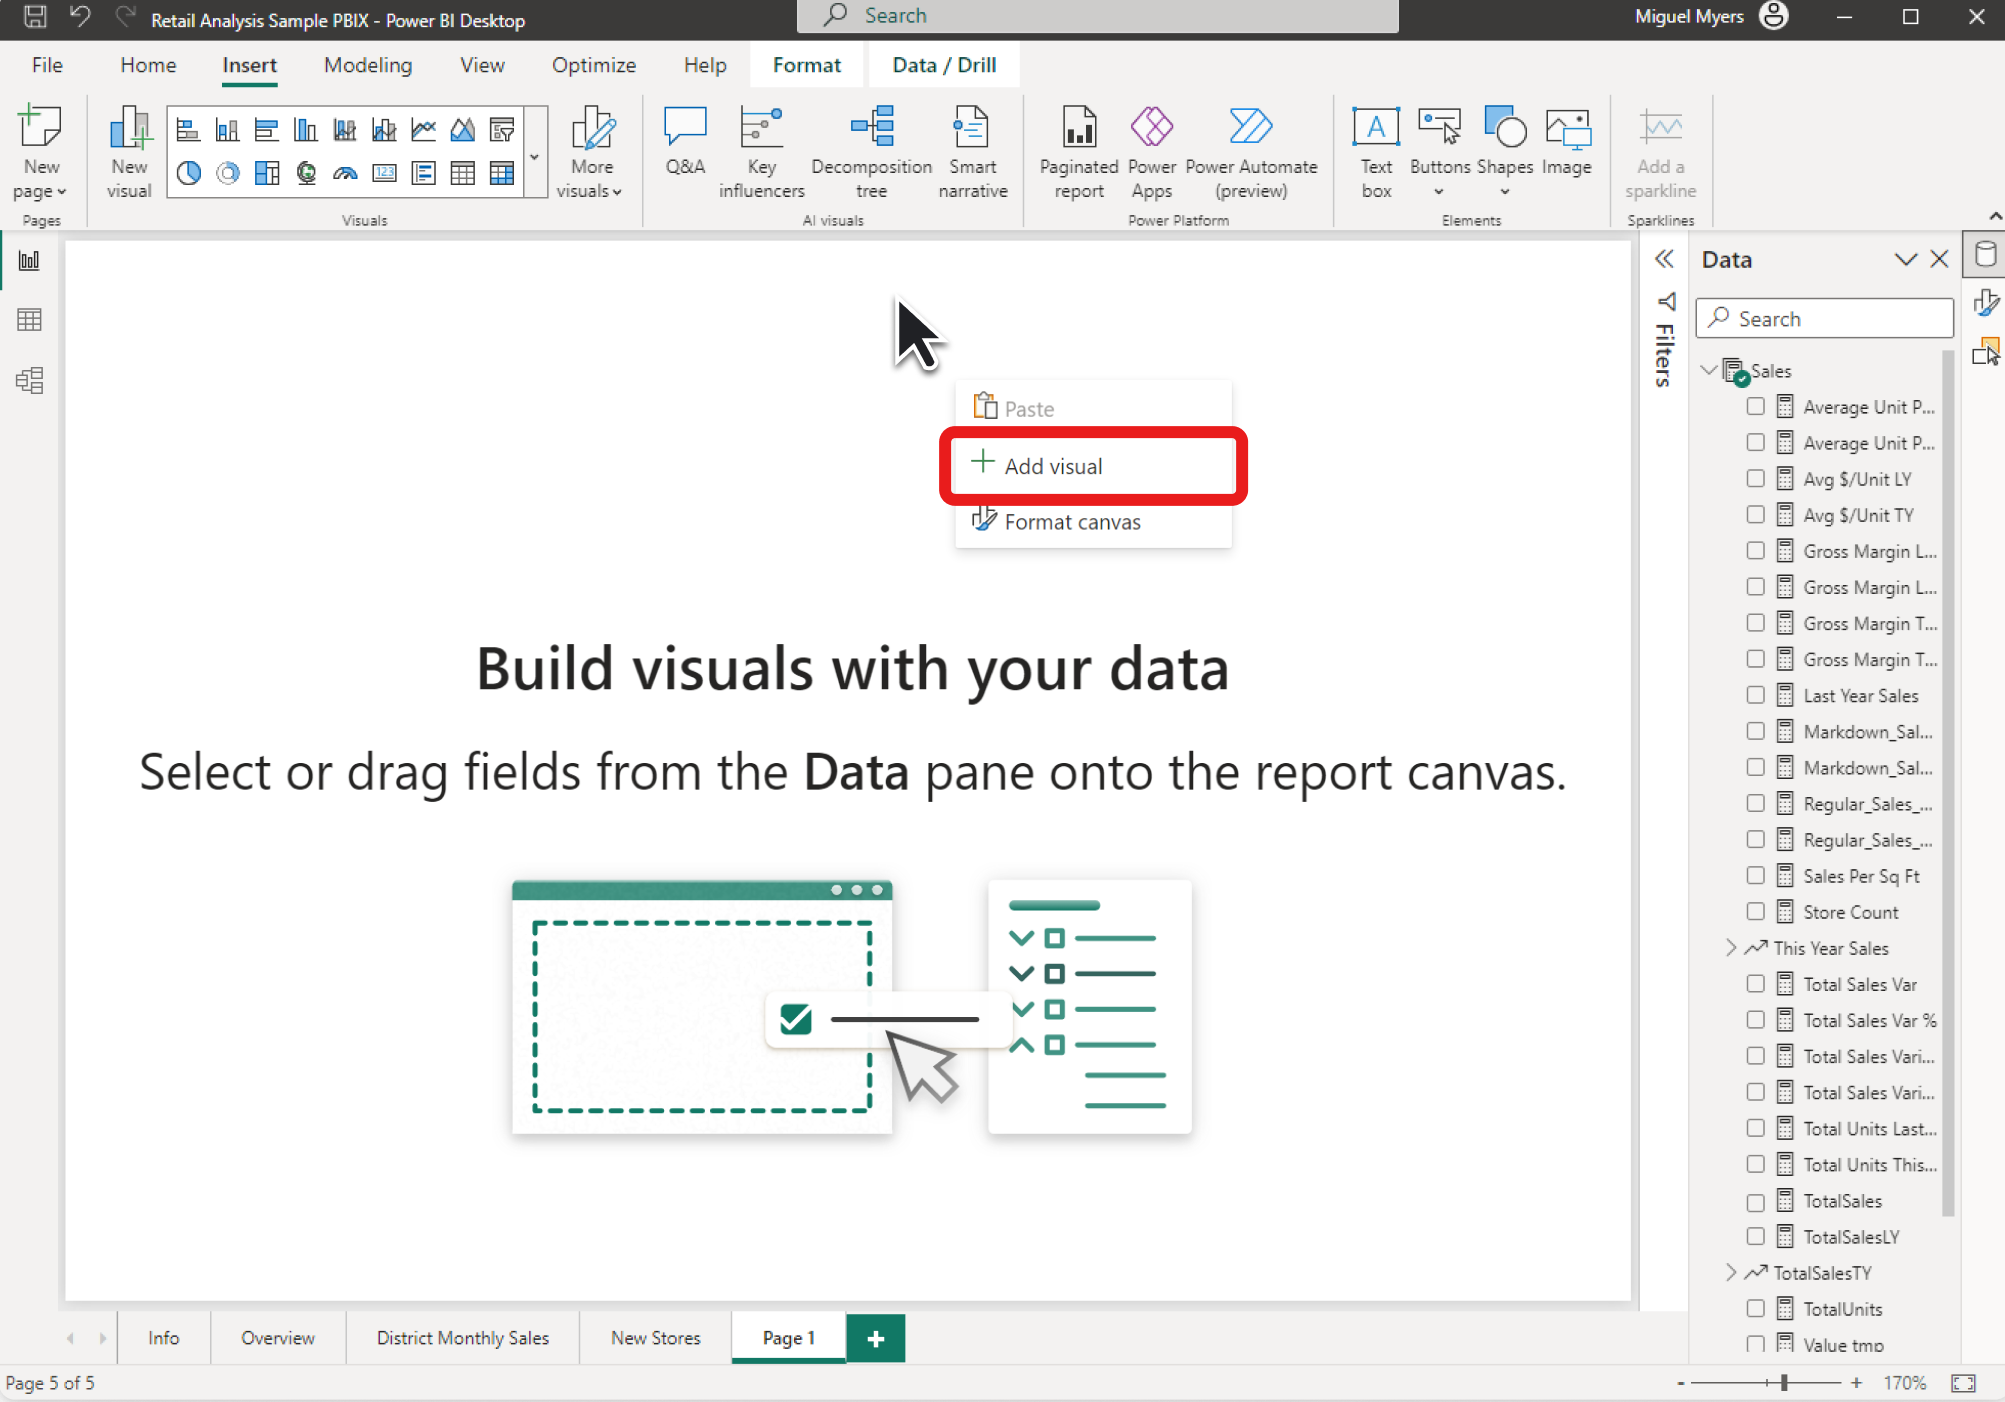 Retail Analysis Sample PBIX - Power BI Desktop
Search
Miguel Myers
File
Home
Insert
Modeling
View
Optimize
Help
Format
Data / Drill
New
page
Pages
New
visual
123
More
visuals
Visuals
Q&A
Key
influencers
Decomposition
tree
Smart
narrative
AI visuals
Paginated
report
Power
Apps
Power Automate
(preview)
Power Platform
A
Text
box
Buttons
Shapes
Image
Elements
Add a
sparkline
Sparklines
Paste
Add visual
Format canvas
Build visuals with your data
Select or drag fields from the Data pane onto the report canvas.
Filters
Data
Search
Sales
Average Unit P...
Average Unit P...
Avg $/Unit LY
Avg $/Unit TY
Gross Margin L...
Gross Margin L...
Gross Margin T...
Gross Margin T...
Last Year Sales
Markdown_Sal...
Markdown_Sal...
Regular_Sales_...
Regular_Sales_...
Sales Per Sq Ft
Store Count
This Year Sales
Total Sales Var
Total Sales Var %
Total Sales Vari...
Total Sales Vari...
Total Units Last...
Total Units This...
TotalSales
TotalSalesLY
TotalSalesTY
TotalUnits
Value tmp
Info
Overview
District Monthly Sales
New Stores
Page 1
+
Page 5 of 5
-
+
170%